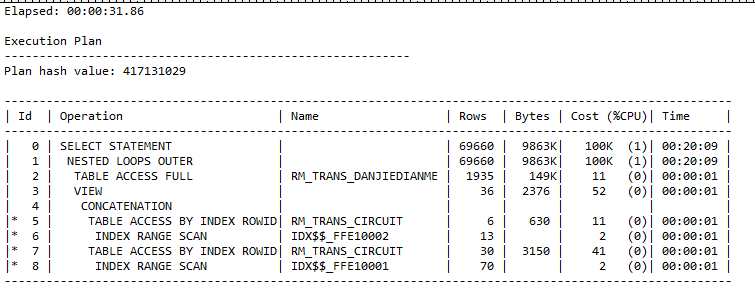 Elapsed: 00:00:31.86
Execution Plan
----------------------------------------------------------
Plan hash value: 417131029
--------------------------------------------------------------------------------------------------------
| Id  | Operation                      | Name                | Rows  | Bytes | Cost (%CPU)| Time     |
--------------------------------------------------------------------------------------------------------
|   0 | SELECT STATEMENT               |                     | 69660 |  9863K|   100K  (1)| 00:20:09 |
|   1 |  NESTED LOOPS OUTER            |                     | 69660 |  9863K|   100K  (1)| 00:20:09 |
|   2 |   TABLE ACCESS FULL            | RM_TRANS_DANJIEDIANME |  1935 |   149K|    11   (0)| 00:00:01 |
|   3 |   VIEW                         |                     |    36 |  2376 |    52   (0)| 00:00:01 |
|   4 |    CONCATENATION               |                     |       |       |            |          |
|*  5 |     TABLE ACCESS BY INDEX ROWID| RM_TRANS_CIRCUIT    |     6 |   630 |    11   (0)| 00:00:01 |
|*  6 |      INDEX RANGE SCAN          | IDX$$_FFE10002      |    13 |       |     2   (0)| 00:00:01 |
|*  7 |     TABLE ACCESS BY INDEX ROWID| RM_TRANS_CIRCUIT    |    30 |  3150 |    41   (0)| 00:00:01 |
|*  8 |      INDEX RANGE SCAN          | IDX$$_FFE10001      |    70 |       |     2   (0)| 00:00:01 |
--------------------------------------------------------------------------------------------------------